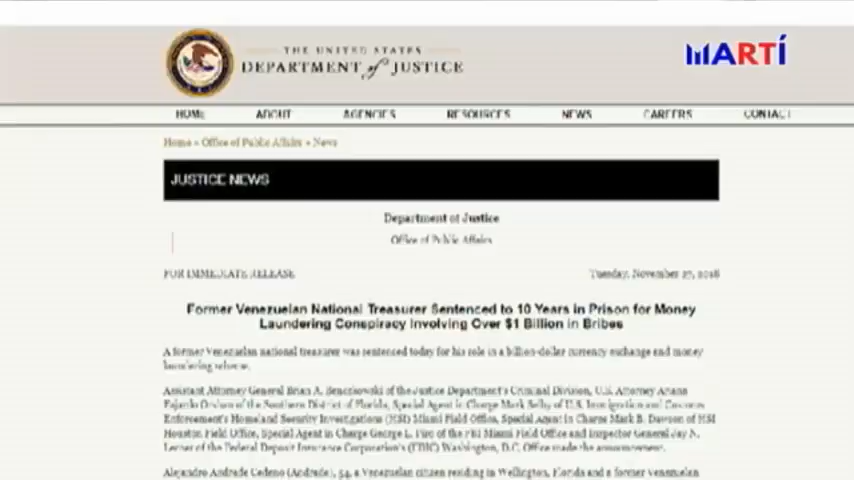 MARTÍ
THE UNITED STATES
DEPARTMENT of JUSTICE
HOME ABOUT AGENCIES RESOURCES NEWS CAREERS CONTACT
Home » Office of Public Affairs » News
JUSTICE NEWS
Department of Justice
Office of Public Affairs
FOR IMMEDIATE RELEASE
Tuesday, November 27, 2018
Former Venezuelan National Treasurer Sentenced to 10 Years in Prison for Money
Laundering Conspiracy Involving Over $1 Billion in Bribes
A former Venezuelan national treasurer was sentenced today for his role in a billion-dollar currency exchange and money
laundering scheme.
Assistant Attorney General Brian A. Benczkowski of the Justice Department's Criminal Division, U.S. Attorney Ariana
Fajardo Orshan of the Southern District of Florida, Special Agent in Charge Mark Selby of U.S. Immigration and Customs
Enforcement's Homeland Security Investigations (HSI) Miami Field Office, Special Agent in Charge Mark B. Dawson of HSI
Houston Field Office, Special Agent in Charge George L. Piro of the FBI Miami Field Office and Inspector General Jay N.
Lerner of the Federal Deposit Insurance Corporation's (FDIC) Washington, D.C. Office made the announcement.
Alejandro Andrade Cedeno (Andrade), 54, a Venezuelan citizen residing in Wellington, Florida and a former Venezuelan